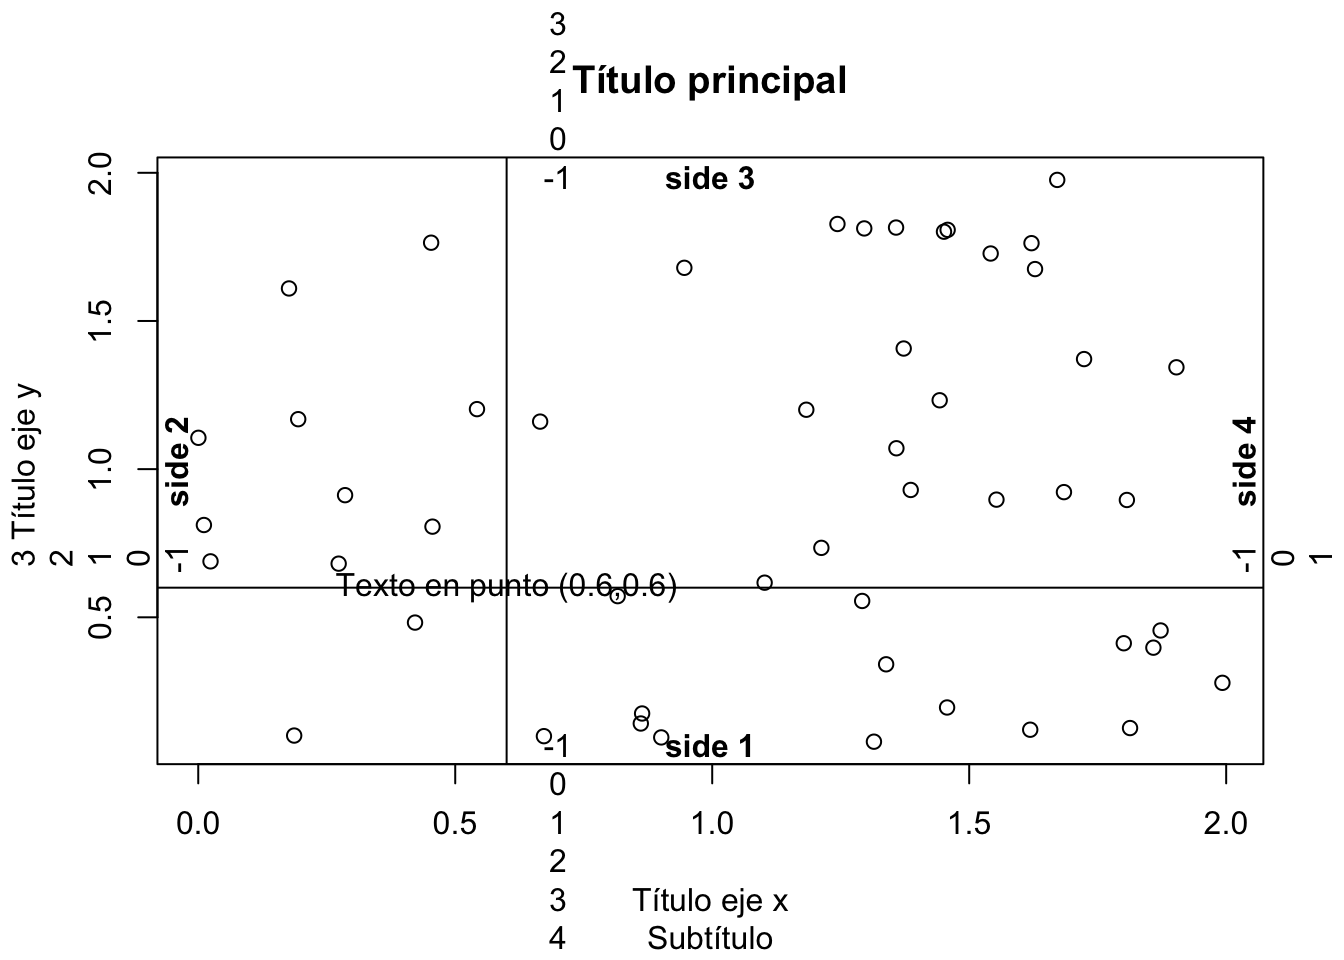 3
2
Título principal
1
0
-1 side 3
2.0
1.5
1.0
0.5
Título eje y
3
2
1
0
side 2
-1
side 4
-1
0
1
Texto en punto (0.6,0.6)
-1 side 1
0
0.0 0.5 1 1.0 1.5 2.0
2
3 Título eje x
4 Subtítulo